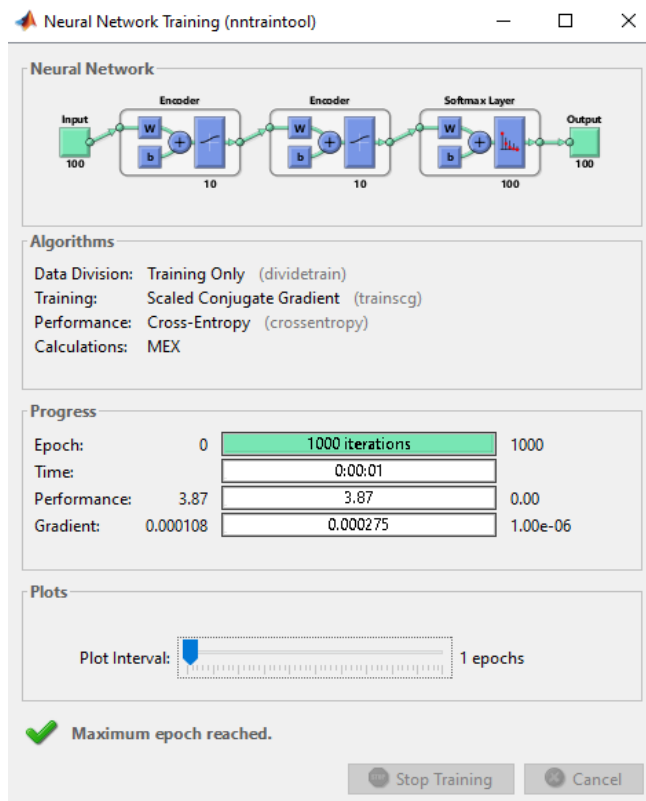 Neural Network Training (nntraintool)
Neural Network
Encoder Encoder Softmax Layer
Input Output
W W W
+ + +
b b b
100 100
10 10 100
Algorithms
Data Division: Training Only (dividetrain)
Training: Scaled Conjugate Gradient (trainscg)
Performance: Cross-Entropy (crossentropy)
Calculations: MEX
Progress
Epoch: 0 1000 iterations 1000
Time: 0:00:01
Performance: 3.87 3.87 0.00
Gradient: 0.000108 0.000275 1.00e-06
Plots
Plot Interval: 1 epochs
Maximum epoch reached.
Stop Training Cancel